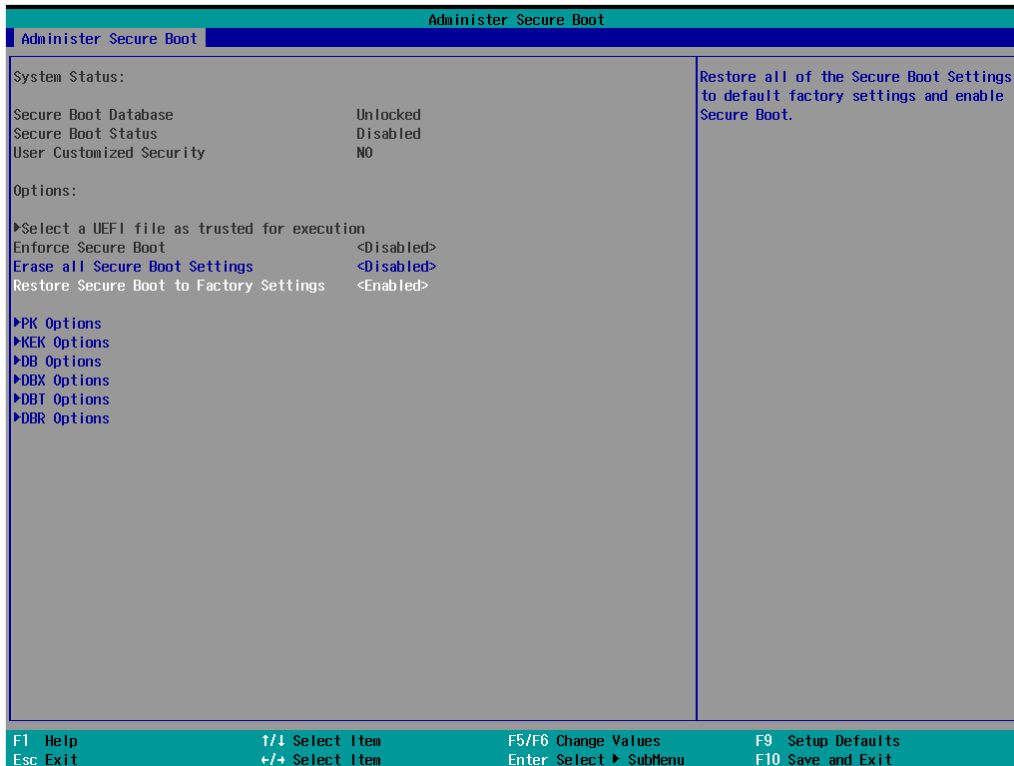 Administer Secure Boot
Administer Secure Boot
System Status:
Secure Boot Database Unlocked
Secure Boot Status Disabled
User Customized Security NO
Options:
▶Select a UEFI file as trusted for execution
Enforce Secure Boot <Disabled>
Erase all Secure Boot Settings <Disabled>
Restore Secure Boot to Factory Settings <Enabled>
▶PK Options
▶KEK Options
▶DB Options
▶DBX Options
▶DBT Options
▶DBR Options
Restore all of the Secure Boot Settings
to default factory settings and enable
Secure Boot.
F1 Help ↑/↓ Select Item F5/F6 Change Values F9 Setup Defaults
Esc Exit ←/→ Select Item Enter Select ▶ SubMenu F10 Save and Exit